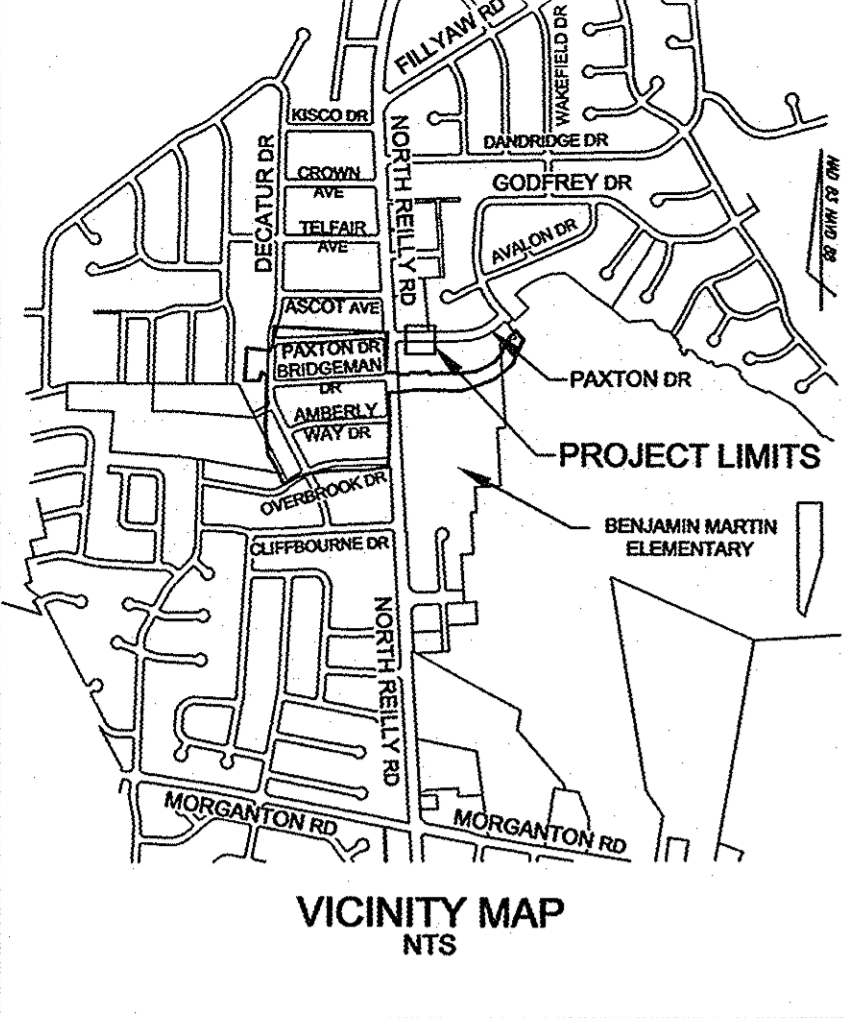 FILLYAW RD
WAKEFIELD DR
KISCO DR
NORTH REILLY RD
DANDRIDGE DR
DECATUR DR
CROWN
AVE
GODFREY DR
TELFAIR
AVE
AVALON DR
ASCOT AVE
PAXTON DR
BRIDGEMAN
DR
PAXTON DR
AMBERLY
WAY DR
PROJECT LIMITS
OVERBROOK DR
BENJAMIN MARTIN
ELEMENTARY
CLIFFBOURNE DR
NORTH REILLY RD
MORGANTON RD
MORGANTON RD
VICINITY MAP
NTS